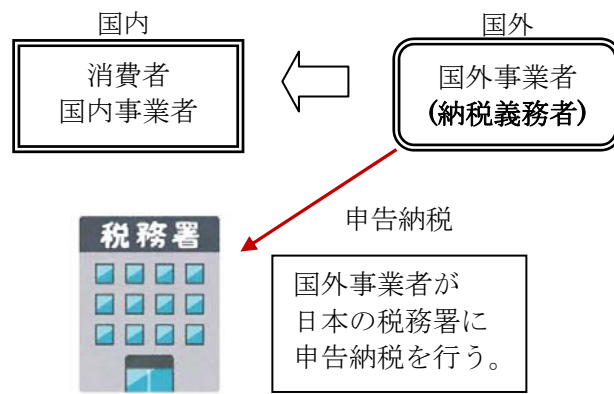 国内
国外
消費者
国内事業者
国外事業者
(納税義務者)
申告納税
税務署
国外事業者が
日本の税務署に
申告納税を行う。